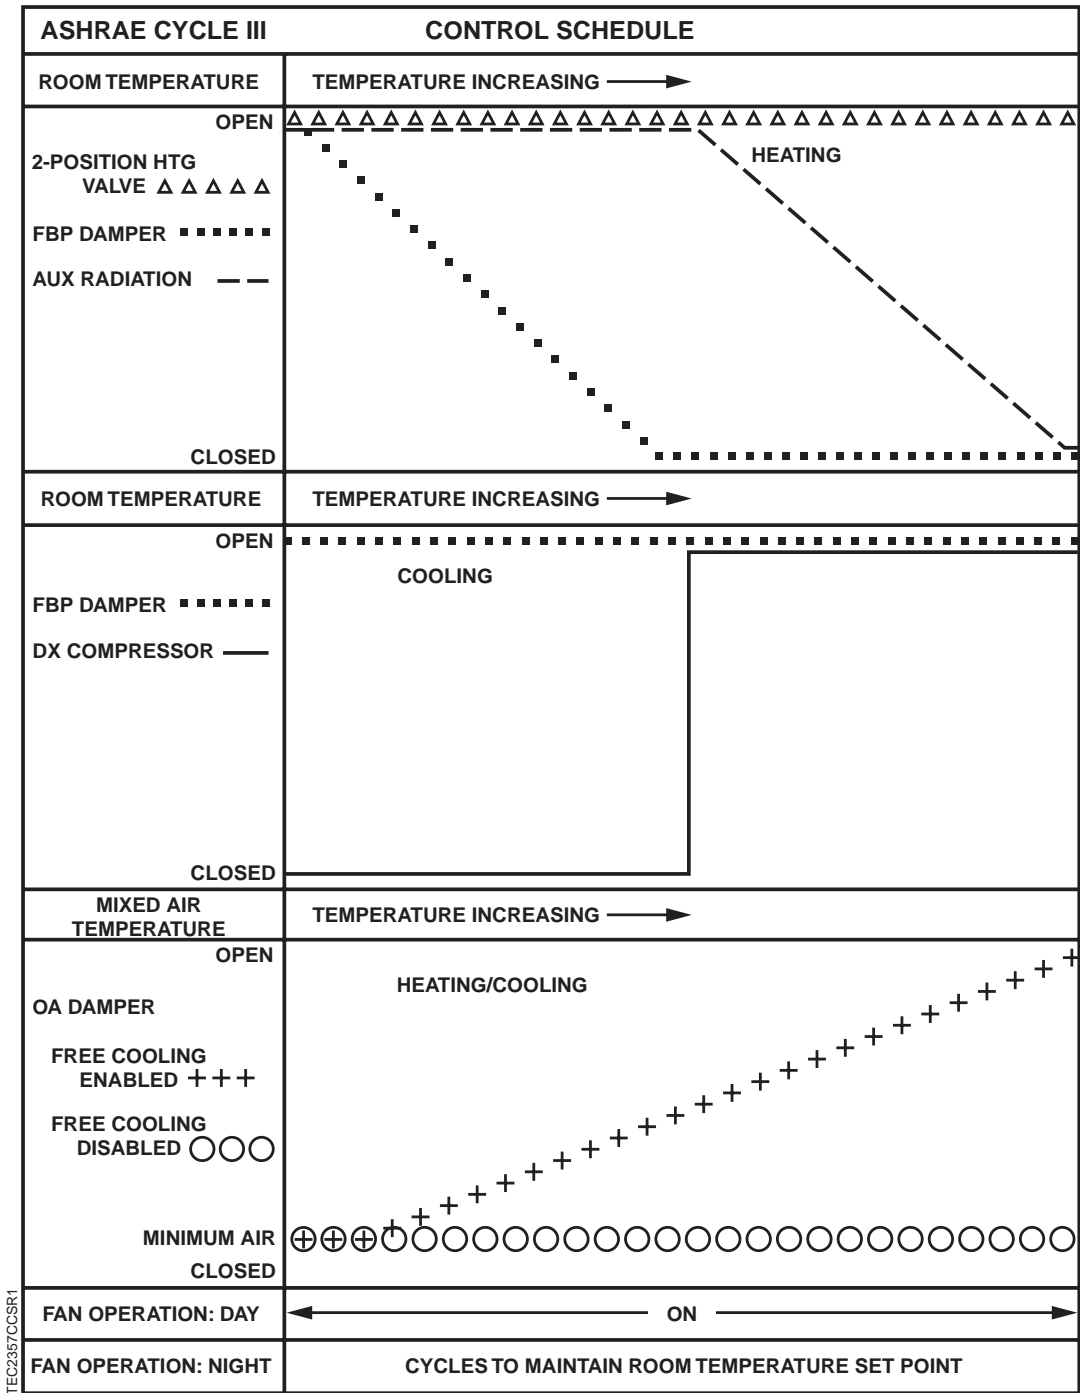 ASHRAE CYCLE III CONTROL SCHEDULE
ROOM TEMPERATURE TEMPERATURE INCREASING
OPEN
2-POSITION HTG
VALVE
HEATING
FBP DAMPER
AUX RADIATION
CLOSED
ROOM TEMPERATURE TEMPERATURE INCREASING
OPEN
COOLING
FBP DAMPER
DX COMPRESSOR
CLOSED
MIXED AIR
TEMPERATURE
TEMPERATURE INCREASING
OPEN
HEATING/COOLING
OA DAMPER
FREE COOLING
ENABLED
FREE COOLING
DISABLED
MINIMUM AIR
CLOSED
FAN OPERATION: DAY ON
FAN OPERATION: NIGHT CYCLES TO MAINTAIN ROOM TEMPERATURE SET POINT
TEC2357CCSR1